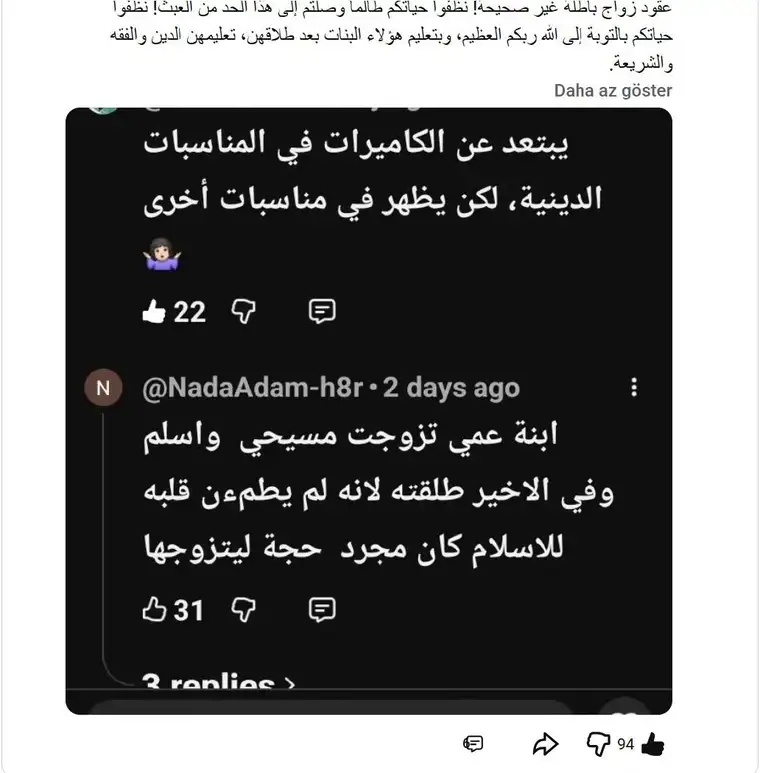 عقود زواج باطلة غير صحيحة! نظفوا حياتكم طالما وصلتم إلى هذا الحد من العبث! نظفوا
حياتكم بالتوبة إلى الله ربكم العظيم، وبتعليم هؤلاء البنات بعد طلاقهن، تعليمهن الدين والفقه
والشريعة.
Daha az göster
يبتعد عن الكاميرات في المناسبات
الدينية، لكن يظهر في مناسبات أخرى
🤷🏻‍♀️
22
N
@NadaAdam-h8r • 2 days ago
ابنة عمي تزوجت مسيحي واسلم
وفي الاخير طلقته لانه لم يطمءن قلبه
للاسلام كان مجرد حجة ليتزوجها
31
3 replies >
94